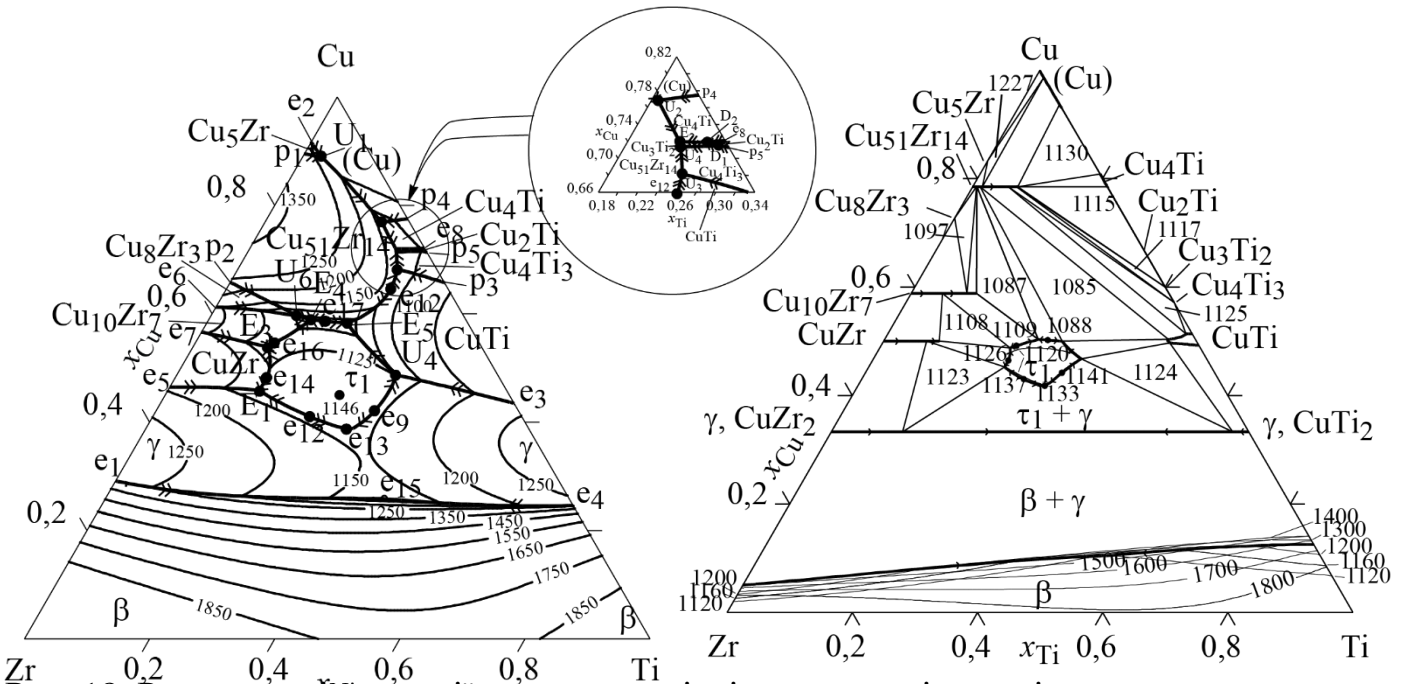 Cu
e₂
Cu₅Zr
U₁
p₁
(Cu)
0,8
1350
p₄
Cu₄Ti
Cu₅₁Zr₁₄
e₈
Cu₂Ti
p₅
Cu₄Ti₃
Cu₈Zr₃
p₂
1250
1200
p₃
e₆
U₆
1150
0,6
1100
e₇
E₅
Cu₁₀Zr₇
E₃
U₄
CuTi
xCu
e₁₆
1125
CuZr
e₁₄
τ₁
e₅
E₁
1146
e₃
1200
e₉
0,4
e₁₂
e₁₃
γ
1250
γ
e₁
1150
1200
e₁₅
1250
e₄
0,2
1250
1350
1450
1550
1650
1750
β
1850
1850
β
Zr
0,2
0,4
0,6
0,8
Ti
0,82
0,78
(Cu)
p₄
U₂
0,74
Cu₄Ti
D₂
xCu
e₈
Cu₂Ti
Cu₃Ti₂
U₄
D₁
p₅
0,70
Cu₅₁Zr₁₄
Cu₄Ti₃
0,66
e₁₂
U₃
0,18
0,22
0,26
0,30
0,34
xTi
CuTi
Cu
1227
(Cu)
Cu₅Zr
Cu₅₁Zr₁₄
1130
0,8
Cu₄Ti
1115
Cu₈Zr₃
Cu₂Ti
1117
1097
Cu₃Ti₂
0,6
1087
1085
Cu₄Ti₃
Cu₁₀Zr₇
1125
1108
1109
1088
CuZr
CuTi
1126
1120
1123
τ₁
1141
1124
1137
0,4
1133
γ, CuZr₂
τ₁ + γ
γ, CuTi₂
xCu
0,2
β + γ
1400
1300
1200
1500
1600
1700
1160
1200
1800
1120
1160
β
1120
Zr
0,2
0,4
xTi
0,6
0,8
Ti